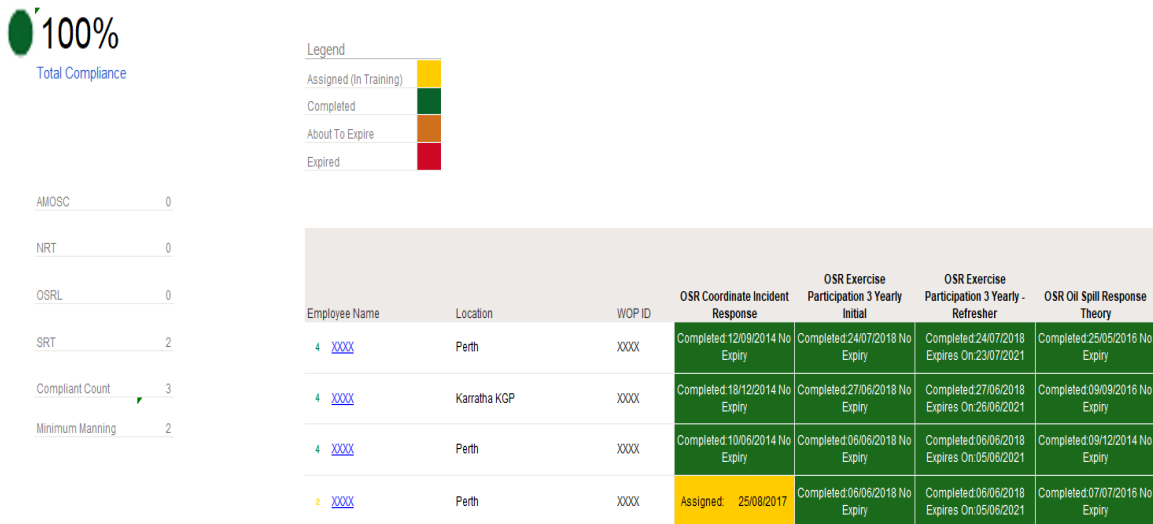 100%
Total Compliance
Legend
Assigned (In Training)
Completed
About To Expire
Expired
AMOSC 0
NRT 0
OSRL 0
SRT 2
Compliant Count 3
Minimum Manning 2
Employee Name Location WOP ID OSR Coordinate Incident Response OSR Exercise Participation 3 Yearly Initial OSR Exercise Participation 3 Yearly - Refresher OSR Oil Spill Response Theory
4 XXXX Perth XXXX Completed:12/09/2014 No Expiry Completed:24/07/2018 No Expiry Completed:24/07/2018 Expires On:23/07/2021 Completed:25/05/2016 No Expiry
4 XXXX Karratha KGP XXXX Completed:18/12/2014 No Expiry Completed:27/06/2018 No Expiry Completed:27/06/2018 Expires On:26/06/2021 Completed:09/09/2016 No Expiry
4 XXXX Perth XXXX Completed:10/06/2014 No Expiry Completed:06/06/2018 No Expiry Completed:06/06/2018 Expires On:05/06/2021 Completed:09/12/2014 No Expiry
2 XXXX Perth XXXX Assigned: 25/08/2017 Completed:06/06/2018 No Expiry Completed:06/06/2018 Expires On:05/06/2021 Completed:07/07/2016 No Expiry